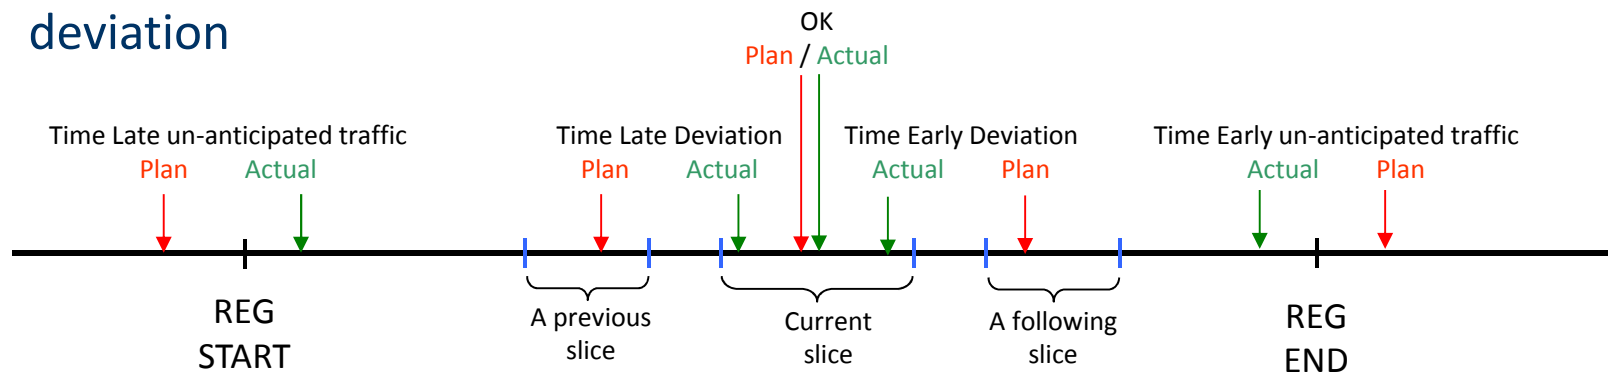 deviation
OK
Plan / Actual
Time Late un-anticipated traffic
Plan Actual
Time Late Deviation
Plan Actual
Time Early Deviation
Actual Plan
Time Early un-anticipated traffic
Actual Plan
REG
START
A previous
slice
Current
slice
A following
slice
REG
END